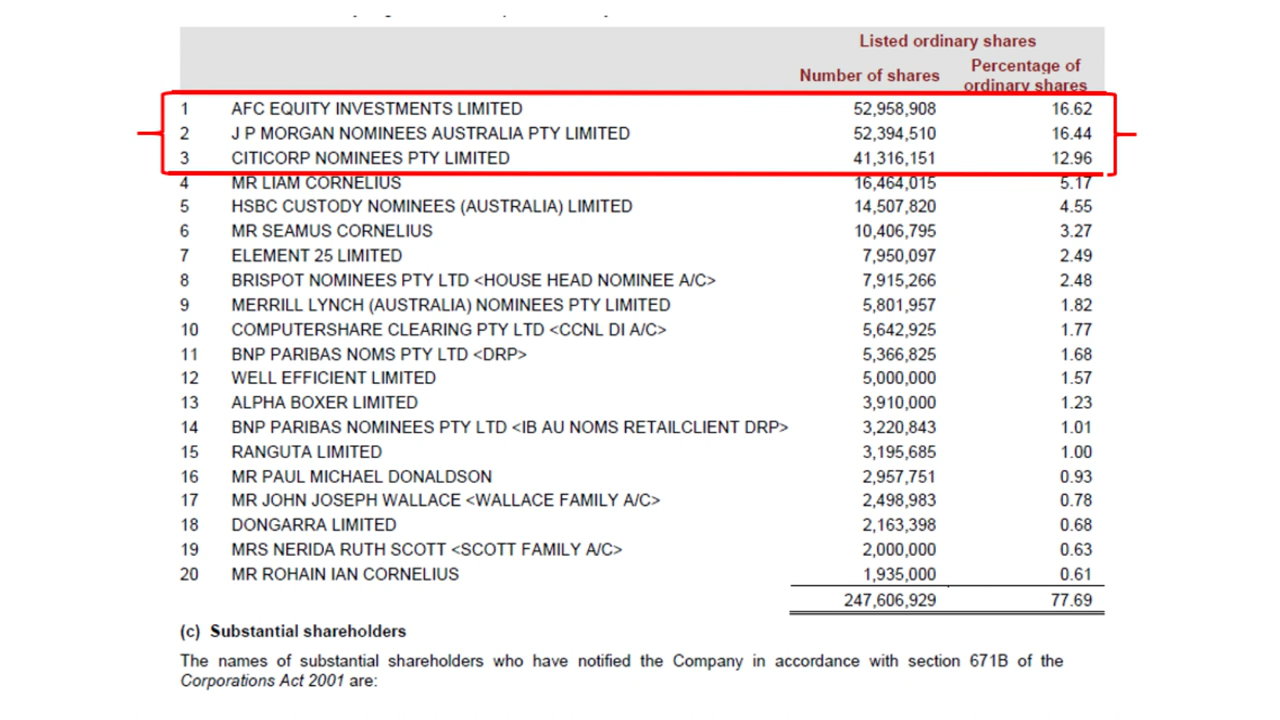 Listed ordinary shares
Number of shares Percentage of ordinary shares
1 AFC EQUITY INVESTMENTS LIMITED 52,958,908 16.62
2 J P MORGAN NOMINEES AUSTRALIA PTY LIMITED 52,394,510 16.44
3 CITICORP NOMINEES PTY LIMITED 41,316,151 12.96
4 MR LIAM CORNELIUS 16,464,015 5.17
5 HSBC CUSTODY NOMINEES (AUSTRALIA) LIMITED 14,507,820 4.55
6 MR SEAMUS CORNELIUS 10,406,795 3.27
7 ELEMENT 25 LIMITED 7,950,097 2.49
8 BRISPOT NOMINEES PTY LTD <HOUSE HEAD NOMINEE A/C> 7,915,266 2.48
9 MERRILL LYNCH (AUSTRALIA) NOMINEES PTY LIMITED 5,801,957 1.82
10 COMPUTERSHARE CLEARING PTY LTD <CCNL DI A/C> 5,642,925 1.77
11 BNP PARIBAS NOMS PTY LTD <DRP> 5,366,825 1.68
12 WELL EFFICIENT LIMITED 5,000,000 1.57
13 ALPHA BOXER LIMITED 3,910,000 1.23
14 BNP PARIBAS NOMINEES PTY LTD <IB AU NOMS RETAILCLIENT DRP> 3,220,843 1.01
15 RANGUTA LIMITED 3,195,685 1.00
16 MR PAUL MICHAEL DONALDSON 2,957,751 0.93
17 MR JOHN JOSEPH WALLACE <WALLACE FAMILY A/C> 2,498,983 0.78
18 DONGARRA LIMITED 2,163,398 0.68
19 MRS NERIDA RUTH SCOTT <SCOTT FAMILY A/C> 2,000,000 0.63
20 MR ROHAIN IAN CORNELIUS 1,935,000 0.61
247,606,929 77.69
(c) Substantial shareholders
The names of substantial shareholders who have notified the Company in accordance with section 671B of the
Corporations Act 2001 are: